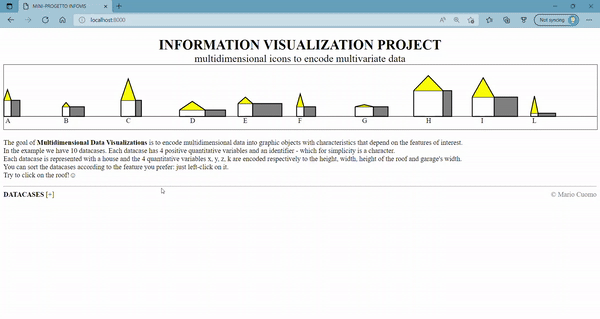 MINI-PROGETTO INFOVIS
Not syncing
localhost:8000
INFORMATION VISUALIZATION PROJECT
multidimensional icons to encode multivariate data
A B C D E F G H I L
The goal of Multidimensional Data Visualizations is to encode multidimensional data into graphic objects with characteristics that depend on the features of interest.
In the example we have 10 datacases. Each datacase has 4 positive quantitative variables and an identifier - which for simplicity is a character.
Each datacase is represented with a house and the 4 quantitative variables x, y, z, k are encoded respectively to the height, width, height of the roof and garage's width.
You can sort the datacases according to the feature you prefer: just left-click on it.
Try to click on the roof!☺
DATACASES [+] © Mario Cuomo